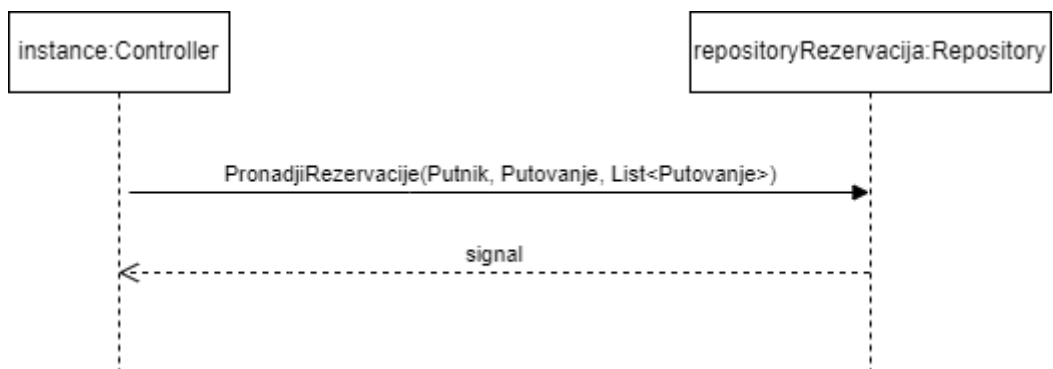 instance:Controller
repositoryRezervacija:Repository
PronadjiRezervacije(Putnik, Putovanje, List<Putovanje>)
signal